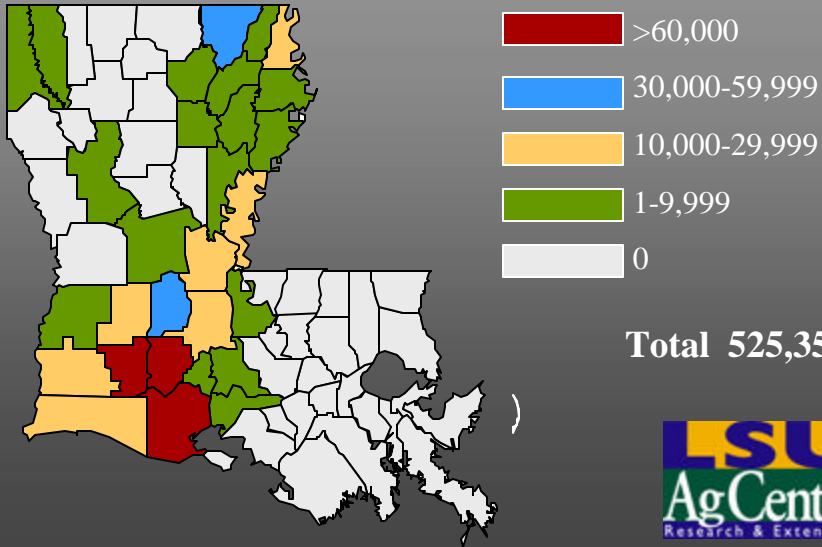 >60,000
30,000-59,999
10,000-29,999
1-9,999
0
Total 525,35
LSU
AgCent
Research & Exten